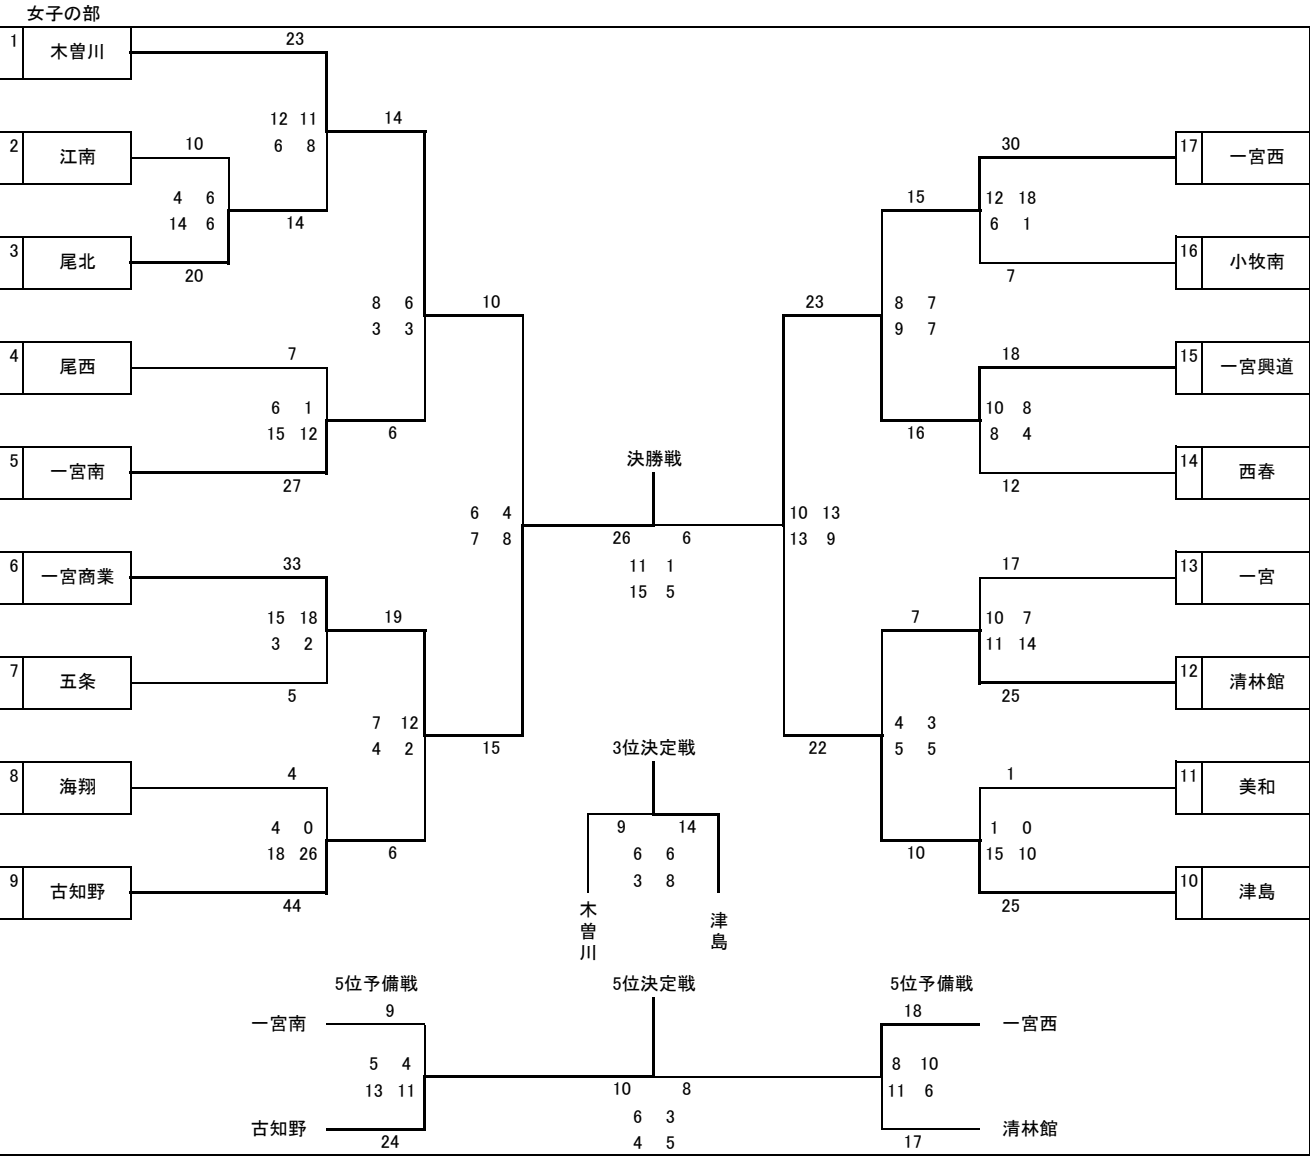 女子の部
1 木曽川 23
12 11 14
6 8
2 江南 10
4 6
14 6 14
3 尾北
20
8 6 10
3 3
4 尾西 7
6 1
15 12 6
5 一宮南
27
6 4
7 8
6 一宮商業 33
15 18 19
3 2
7 五条
5
7 12
4 2 15
8 海翔 4
4 0
18 26 6
9 古知野
44
30 17 一宮西
15 12 18
6 1
16 小牧南
7
23 8 7
9 7
18 15 一宮興道
10 8
16 8 4
14 西春
12
10 13
13 9
17 13 一宮
7 10 7
11 14
12 清林館
25
4 3
22 5 5
1 11 美和
1 0
10 15 10
10 津島
25
決勝戦
26 6
11 1
15 5
3位決定戦
9 14
6 6
3 8
木曽川
津島
5位予備戦 5位決定戦 5位予備戦
9 18
一宮南 一宮西
5 4 8 10
13 11 10 8 11 6
6 3
古知野 清林館
24 4 5 17